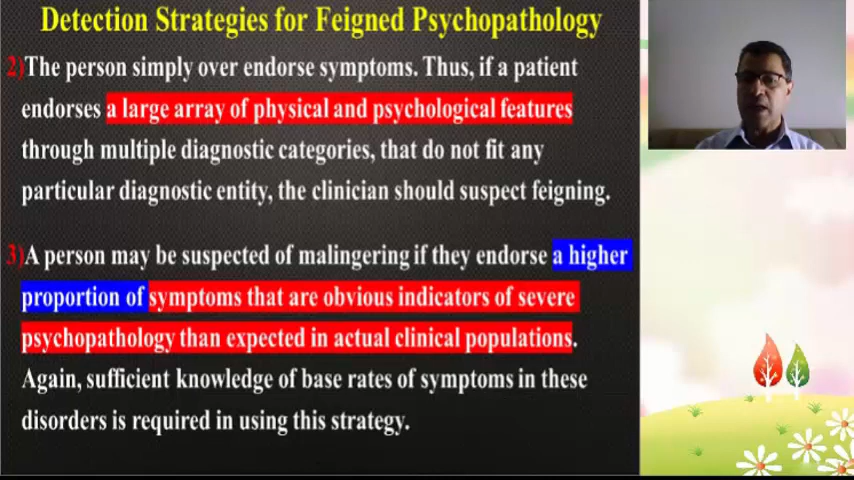 Detection Strategies for Feigned Psychopathology
2)The person simply over endorse symptoms. Thus, if a patient
endorses a large array of physical and psychological features
through multiple diagnostic categories, that do not fit any
particular diagnostic entity, the clinician should suspect feigning.
3)A person may be suspected of malingering if they endorse a higher
proportion of symptoms that are obvious indicators of severe
psychopathology than expected in actual clinical populations.
Again, sufficient knowledge of base rates of symptoms in these
disorders is required in using this strategy.